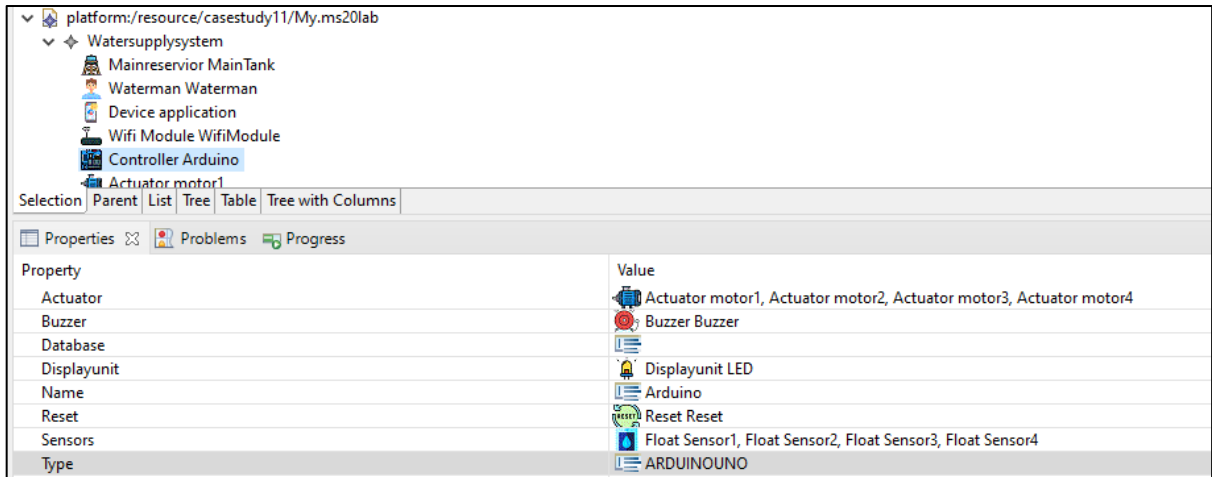 platform:/resource/casestudy11/My.ms20lab
Watersupplysystem
Mainreservior MainTank
Waterman Waterman
Device application
Wifi Module WifiModule
Controller Arduino
Actuator motor1
Selection Parent List Tree Table Tree with Columns
Properties Problems Progress
Property Value
Actuator Actuator motor1, Actuator motor2, Actuator motor3, Actuator motor4
Buzzer Buzzer Buzzer
Database
Displayunit Displayunit LED
Name Arduino
Reset Reset Reset
Sensors Float Sensor1, Float Sensor2, Float Sensor3, Float Sensor4
Type ARDUINOUNO